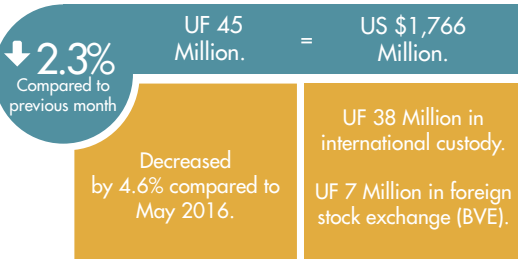 2.3%
Compared to
previous month
UF 45
Million.
=
US $1,766
Million.
Decreased
by 4.6% compared to
May 2016.
UF 38 Million in
international custody.
UF 7 Million in foreign
stock exchange (BVE).